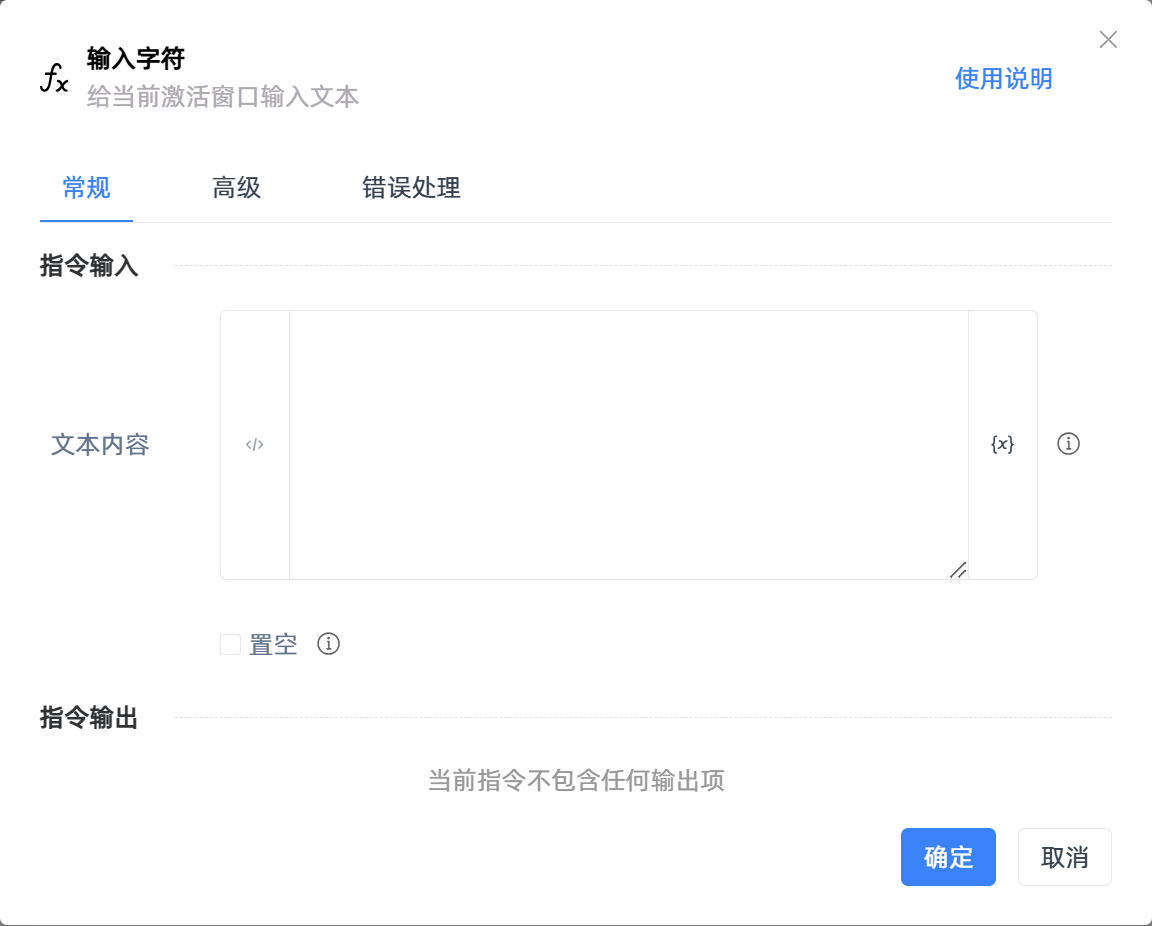 fx
输入字符
给当前激活窗口输入文本
使用说明
常规 高级 错误处理
指令输入
文本内容 </> {x}
置空
指令输出
当前指令不包含任何输出项
确定 取消